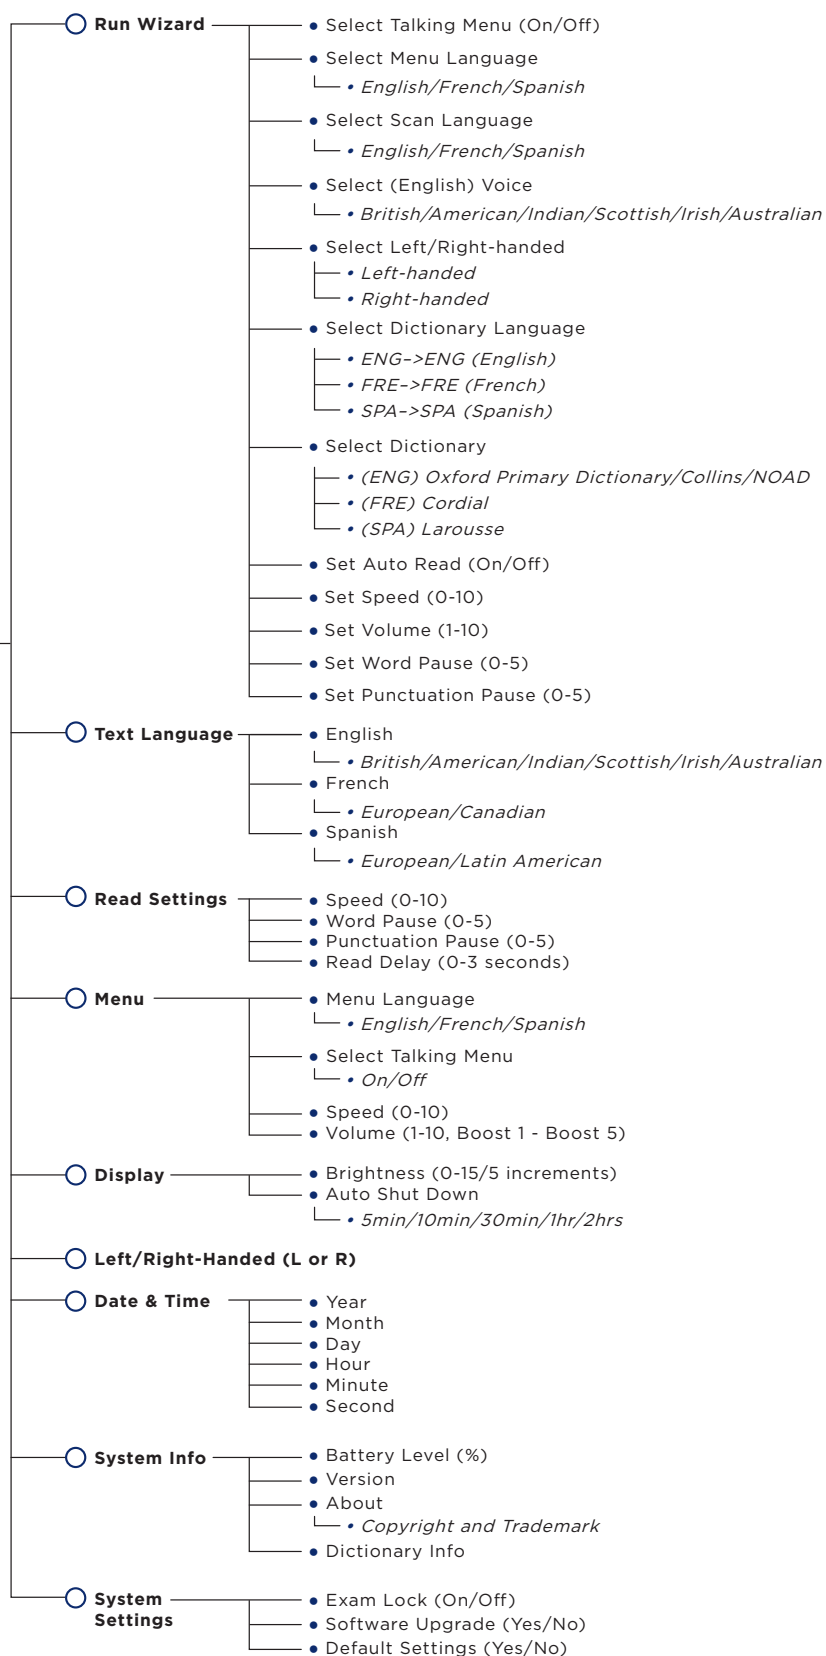 Run Wizard
• Select Talking Menu (On/Off)
• Select Menu Language
• English/French/Spanish
• Select Scan Language
• English/French/Spanish
• Select (English) Voice
• British/American/Indian/Scottish/Irish/Australian
• Select Left/Right-handed
• Left-handed
• Right-handed
• Select Dictionary Language
• ENG–>ENG (English)
• FRE–>FRE (French)
• SPA–>SPA (Spanish)
• Select Dictionary
• (ENG) Oxford Primary Dictionary/Collins/NOAD
• (FRE) Cordial
• (SPA) Larousse
• Set Auto Read (On/Off)
• Set Speed (0-10)
• Set Volume (1-10)
• Set Word Pause (0-5)
• Set Punctuation Pause (0-5)
Text Language
• English
• British/American/Indian/Scottish/Irish/Australian
• French
• European/Canadian
• Spanish
• European/Latin American
Read Settings
• Speed (0-10)
• Word Pause (0-5)
• Punctuation Pause (0-5)
• Read Delay (0-3 seconds)
Menu
• Menu Language
• English/French/Spanish
• Select Talking Menu
• On/Off
• Speed (0-10)
• Volume (1-10, Boost 1 - Boost 5)
Display
• Brightness (0-15/5 increments)
• Auto Shut Down
• 5min/10min/30min/1hr/2hrs
Left/Right-Handed (L or R)
Date & Time
• Year
• Month
• Day
• Hour
• Minute
• Second
System Info
• Battery Level (%)
• Version
• About
• Copyright and Trademark
• Dictionary Info
System
Settings
• Exam Lock (On/Off)
• Software Upgrade (Yes/No)
• Default Settings (Yes/No)